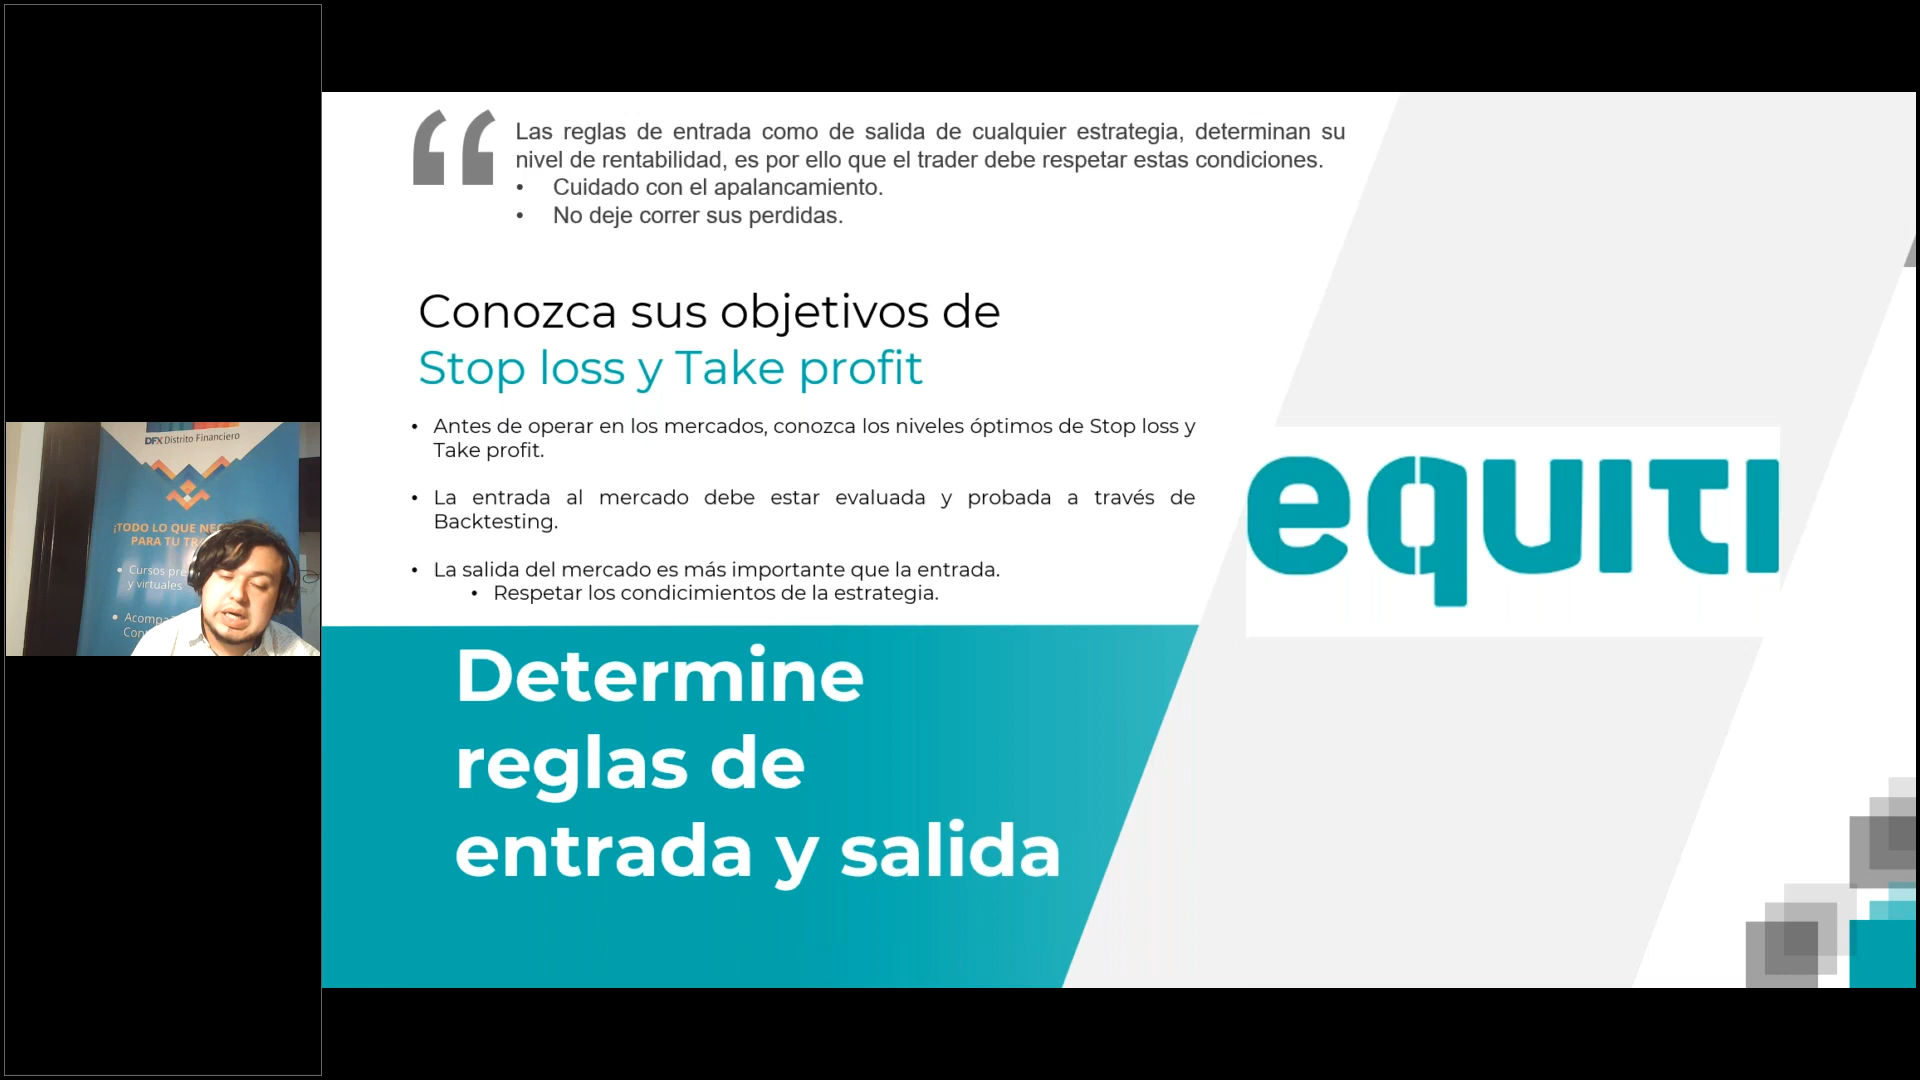 Las reglas de entrada como de salida de cualquier estrategia, determinan su
nivel de rentabilidad, es por ello que el trader debe respetar estas condiciones.
• Cuidado con el apalancamiento.
• No deje correr sus perdidas.
Conozca sus objetivos de
Stop loss y Take profit
• Antes de operar en los mercados, conozca los niveles óptimos de Stop loss y
Take profit.
• La entrada al mercado debe estar evaluada y probada a través de
Backtesting.
• La salida del mercado es más importante que la entrada.
• Respetar los condicimientos de la estrategia.
Determine
reglas de
entrada y salida
equiti
DFX Distrito Financiero
¡TODO LO QUE
PARA TU
• Cursos
y virtuales
•